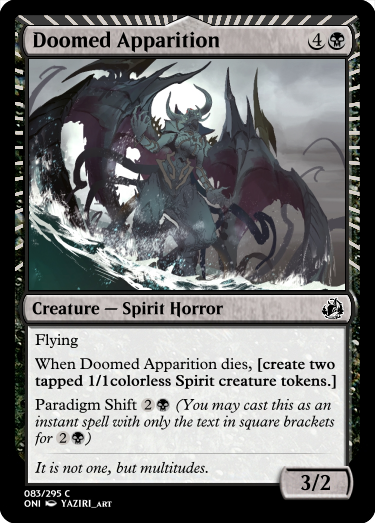 Doomed Apparition 4
Creature — Spirit Horror
Flying
When Doomed Apparition dies, [create two
tapped 1/1colorless Spirit creature tokens.]
Paradigm Shift 2 (You may cast this as an
instant spell with only the text in square brackets
for 2)
It is not one, but multitudes.
3/2
083/295 C
ONI YAZIRI_ART